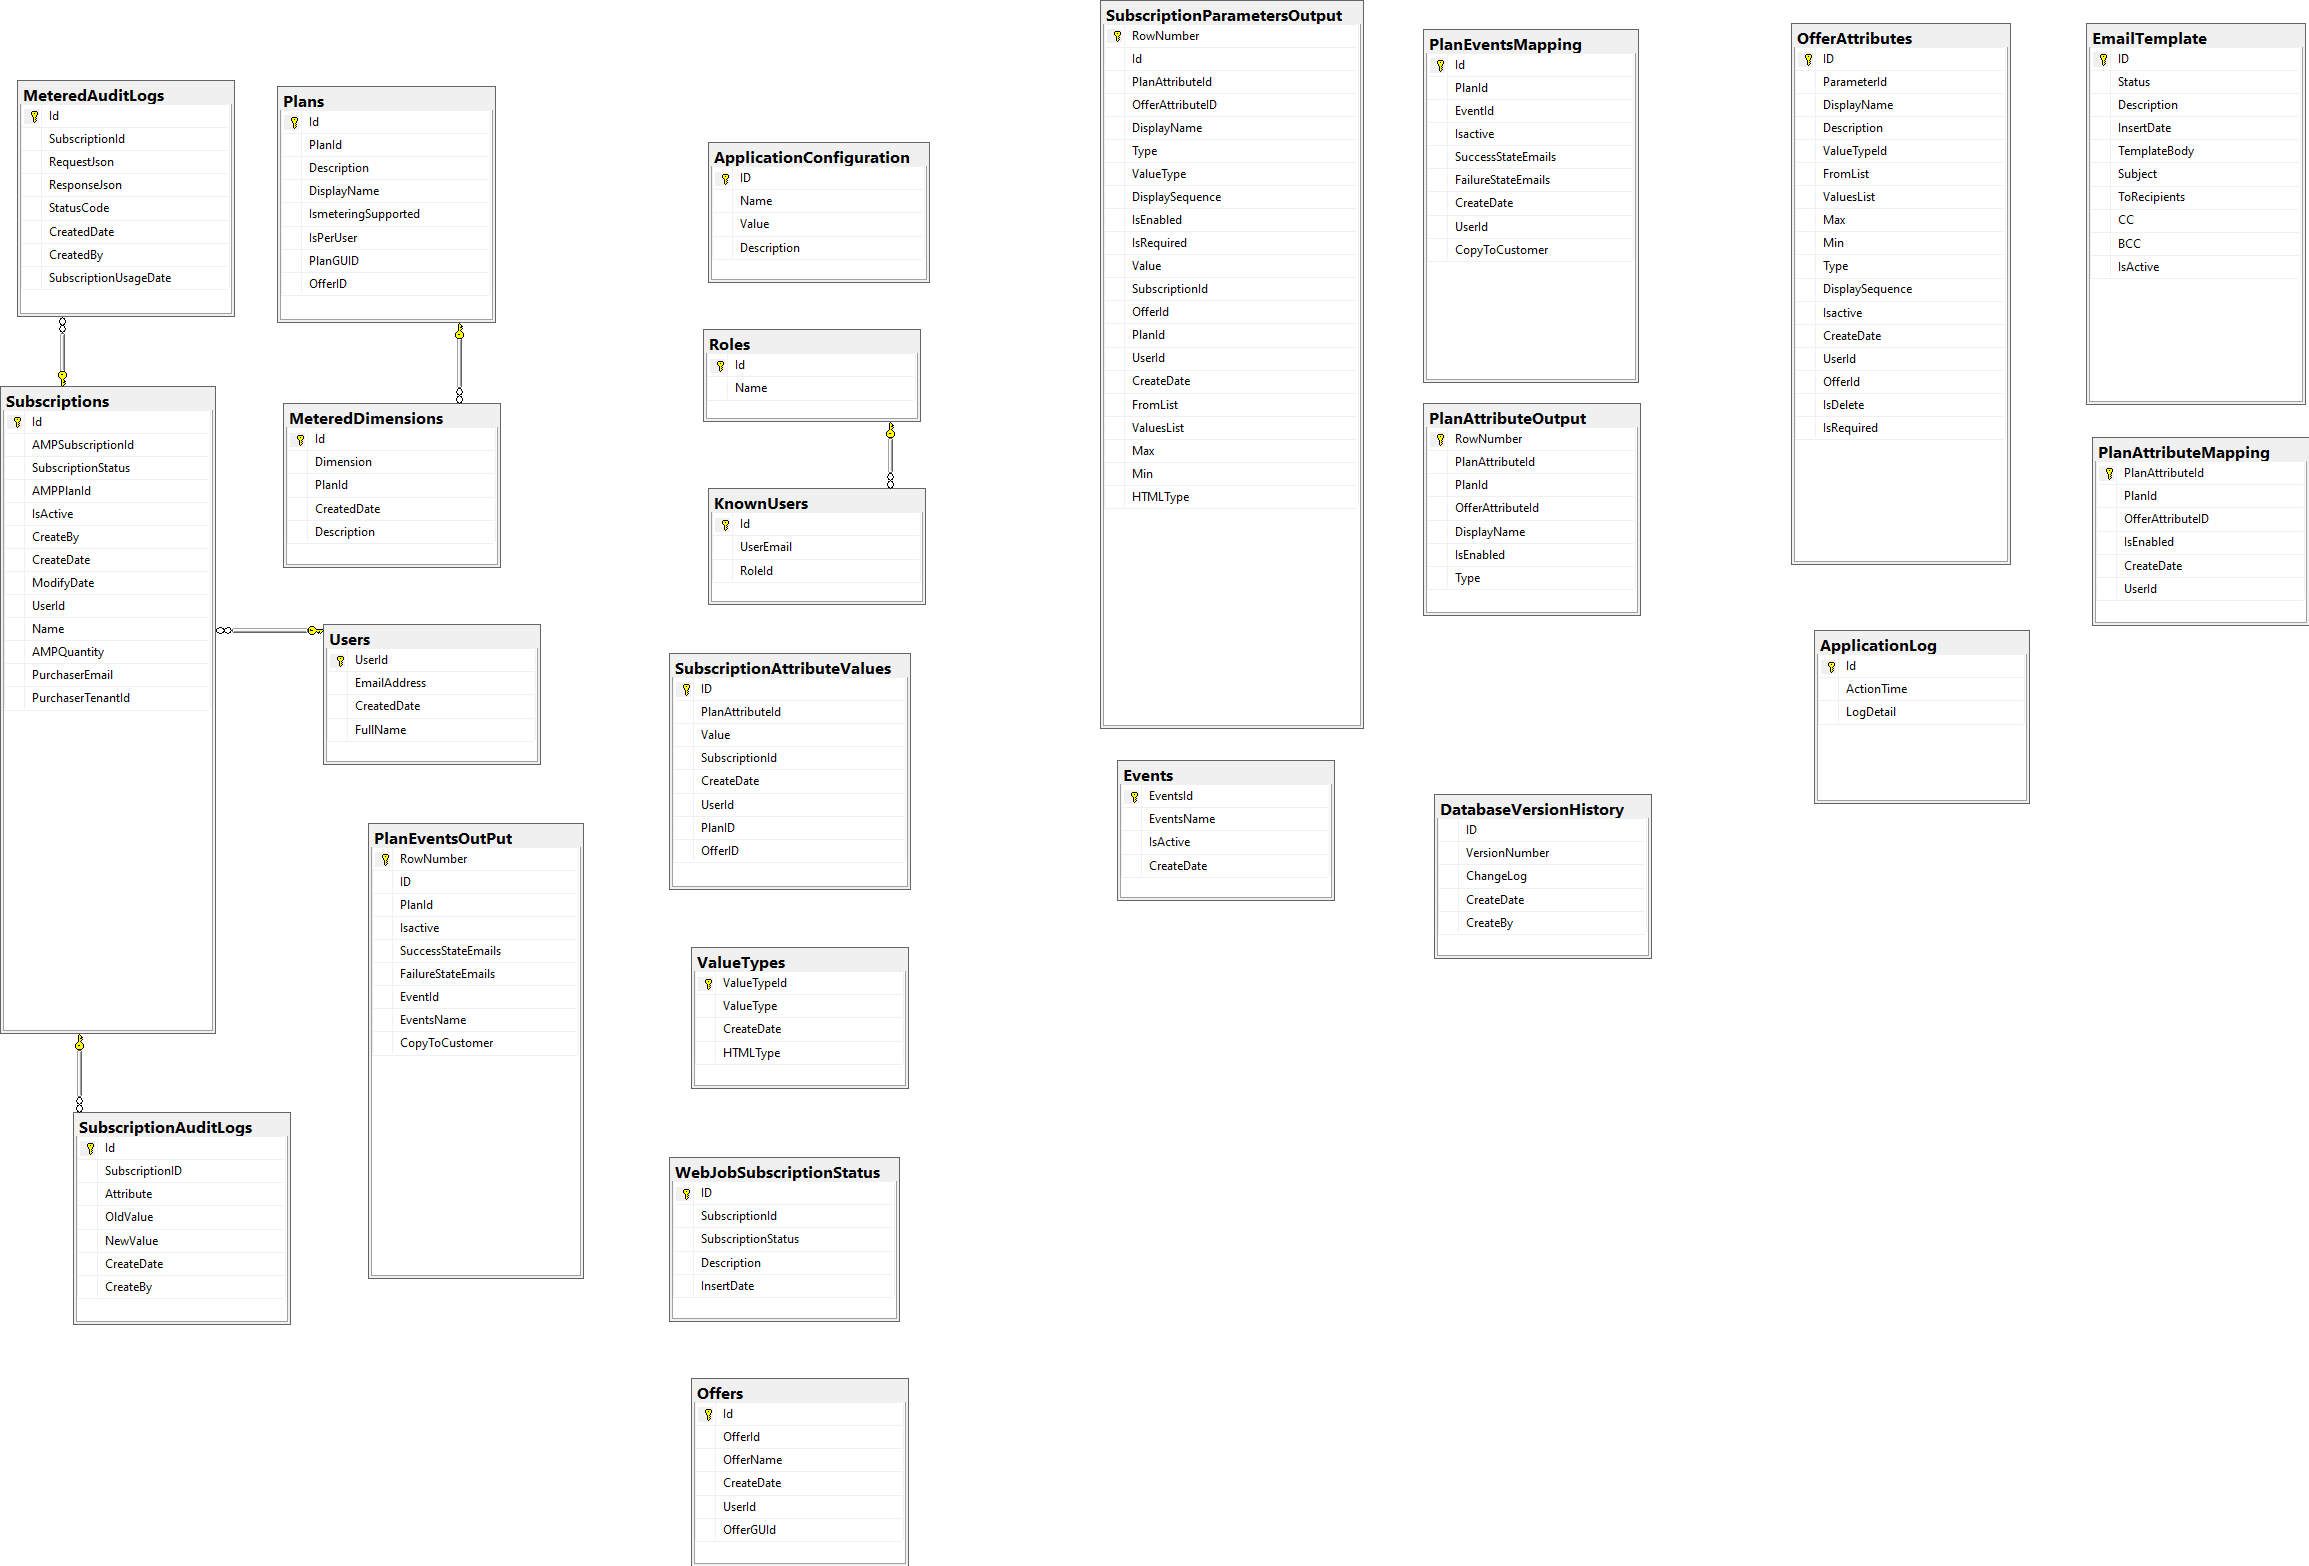 MeteredAuditLogs
Id
SubscriptionId
RequestJson
ResponseJson
StatusCode
CreatedDate
CreatedBy
SubscriptionUsageDate
Subscriptions
Id
AMPSubscriptionId
SubscriptionStatus
AMPPlanId
IsActive
CreateBy
CreateDate
ModifyDate
UserId
Name
AMPQuantity
PurchaserEmail
PurchaserTenantId
SubscriptionAuditLogs
Id
SubscriptionID
Attribute
OldValue
NewValue
CreateDate
CreateBy
Plans
Id
PlanId
Description
DisplayName
IsmeteringSupported
IsPerUser
PlanGUID
OfferID
MeteredDimensions
Id
Dimension
PlanId
CreatedDate
Description
Users
UserId
EmailAddress
CreatedDate
FullName
PlanEventsOutPut
RowNumber
ID
PlanId
Isactive
SuccessStateEmails
FailureStateEmails
EventId
EventsName
CopyToCustomer
ApplicationConfiguration
ID
Name
Value
Description
Roles
Id
Name
KnownUsers
Id
UserEmail
RoleId
SubscriptionAttributeValues
ID
PlanAttributeId
Value
SubscriptionId
CreateDate
UserId
PlanID
OfferID
ValueTypes
ValueTypeId
ValueType
CreateDate
HTMLType
WebJobSubscriptionStatus
ID
SubscriptionId
SubscriptionStatus
Description
InsertDate
Offers
Id
OfferId
OfferName
CreateDate
UserId
OfferGUId
SubscriptionParametersOutput
RowNumber
Id
PlanAttributeId
OfferAttributeID
DisplayName
Type
ValueType
DisplaySequence
IsEnabled
IsRequired
Value
SubscriptionId
OfferId
PlanId
UserId
CreateDate
FromList
ValuesList
Max
Min
HTMLType
Events
EventsId
EventsName
IsActive
CreateDate
PlanEventsMapping
Id
PlanId
EventId
Isactive
SuccessStateEmails
FailureStateEmails
CreateDate
UserId
CopyToCustomer
PlanAttributeOutput
RowNumber
PlanAttributeId
PlanId
OfferAttributeId
DisplayName
IsEnabled
Type
DatabaseVersionHistory
ID
VersionNumber
ChangeLog
CreateDate
CreateBy
OfferAttributes
ID
ParameterId
DisplayName
Description
ValueTypeId
FromList
ValuesList
Max
Min
Type
DisplaySequence
Isactive
CreateDate
UserId
OfferId
IsDelete
IsRequired
ApplicationLog
Id
ActionTime
LogDetail
EmailTemplate
ID
Status
Description
InsertDate
TemplateBody
Subject
ToRecipients
CC
BCC
IsActive
PlanAttributeMapping
PlanAttributeId
PlanId
OfferAttributeID
IsEnabled
CreateDate
UserId